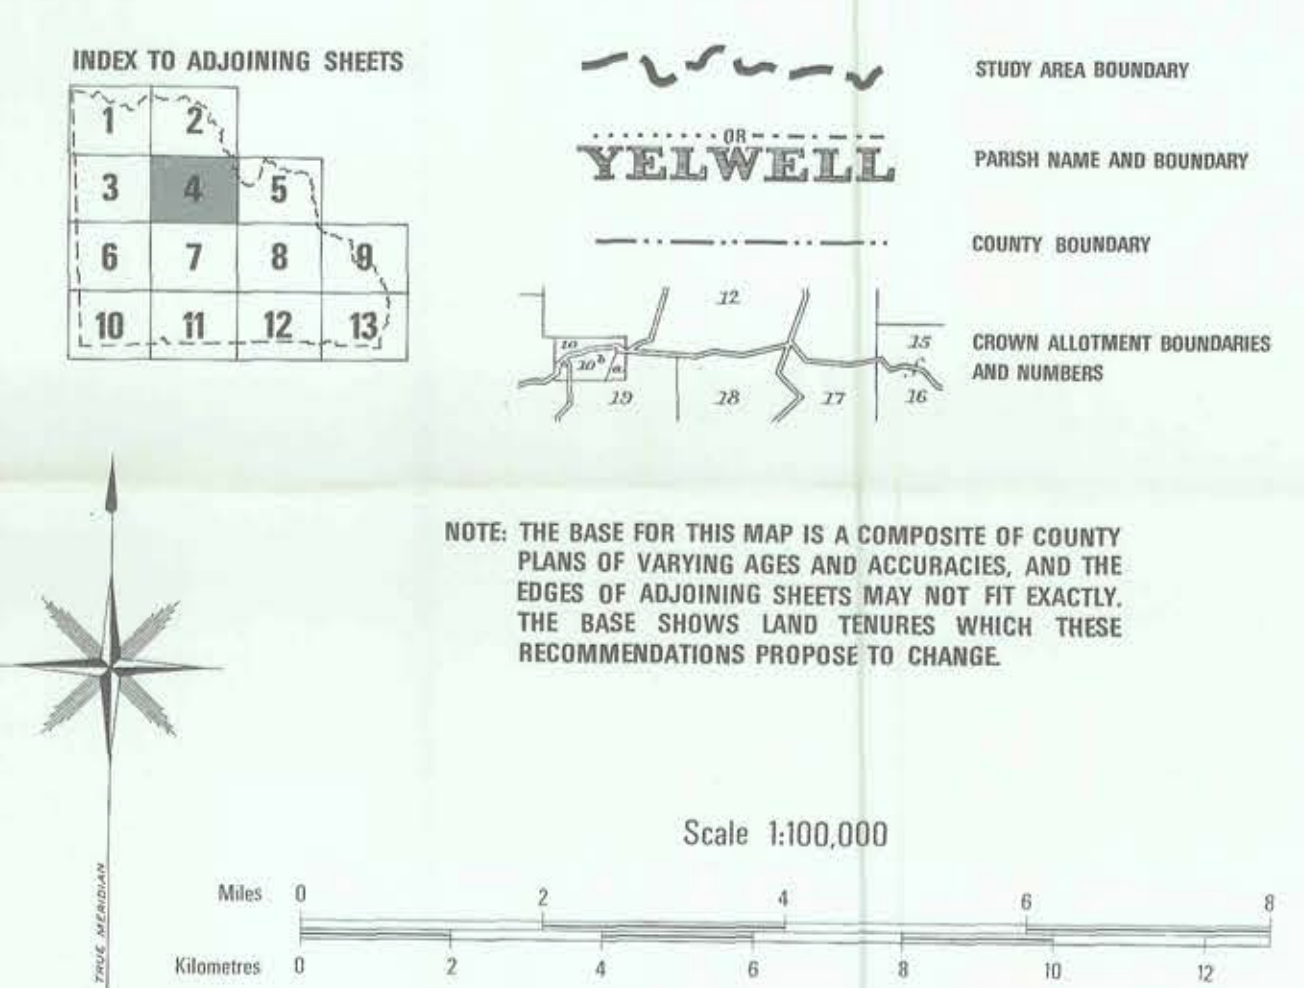 INDEX TO ADJOINING SHEETS
1 2
3 4 5
6 7 8 9
10 11 12 13
STUDY AREA BOUNDARY
OR
YELWELL
PARISH NAME AND BOUNDARY
COUNTY BOUNDARY
12
10 15
10 b a
19 18 17 16
CROWN ALLOTMENT BOUNDARIES
AND NUMBERS
NOTE: THE BASE FOR THIS MAP IS A COMPOSITE OF COUNTY
PLANS OF VARYING AGES AND ACCURACIES, AND THE
EDGES OF ADJOINING SHEETS MAY NOT FIT EXACTLY.
THE BASE SHOWS LAND TENURES WHICH THESE
RECOMMENDATIONS PROPOSE TO CHANGE.
TRUE MERIDIAN
Scale 1:100,000
Miles 0 2 4 6 8
Kilometres 0 2 4 6 8 10 12